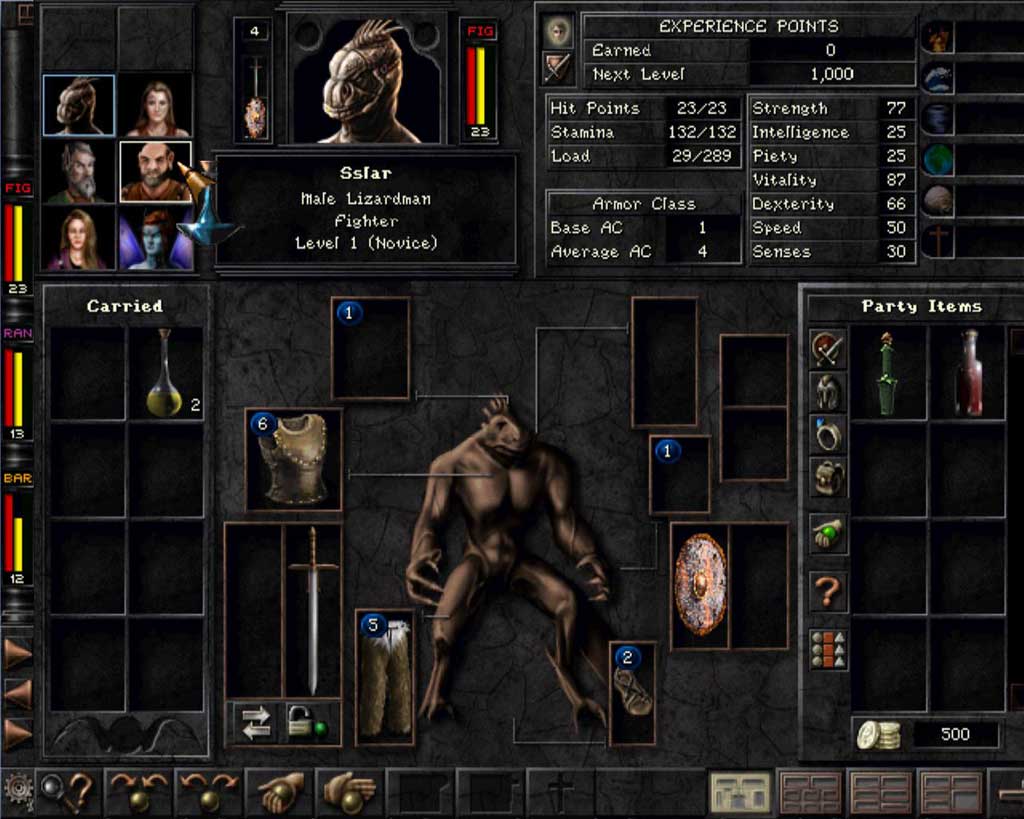 4
FIG
23
EXPERIENCE POINTS
Earned 0
Next Level 1,000
Hit Points 23/23
Stamina 132/132
Load 29/289
Armor Class
Base AC 1
Average AC 4
Strength 77
Intelligence 25
Piety 25
Vitality 87
Dexterity 66
Speed 50
Senses 30
Sslar
Male Lizardman
Fighter
Level 1 (Novice)
FIG
23
RAN
13
BAR
12
Carried
2
1
6
5
1
2
Party Items
500